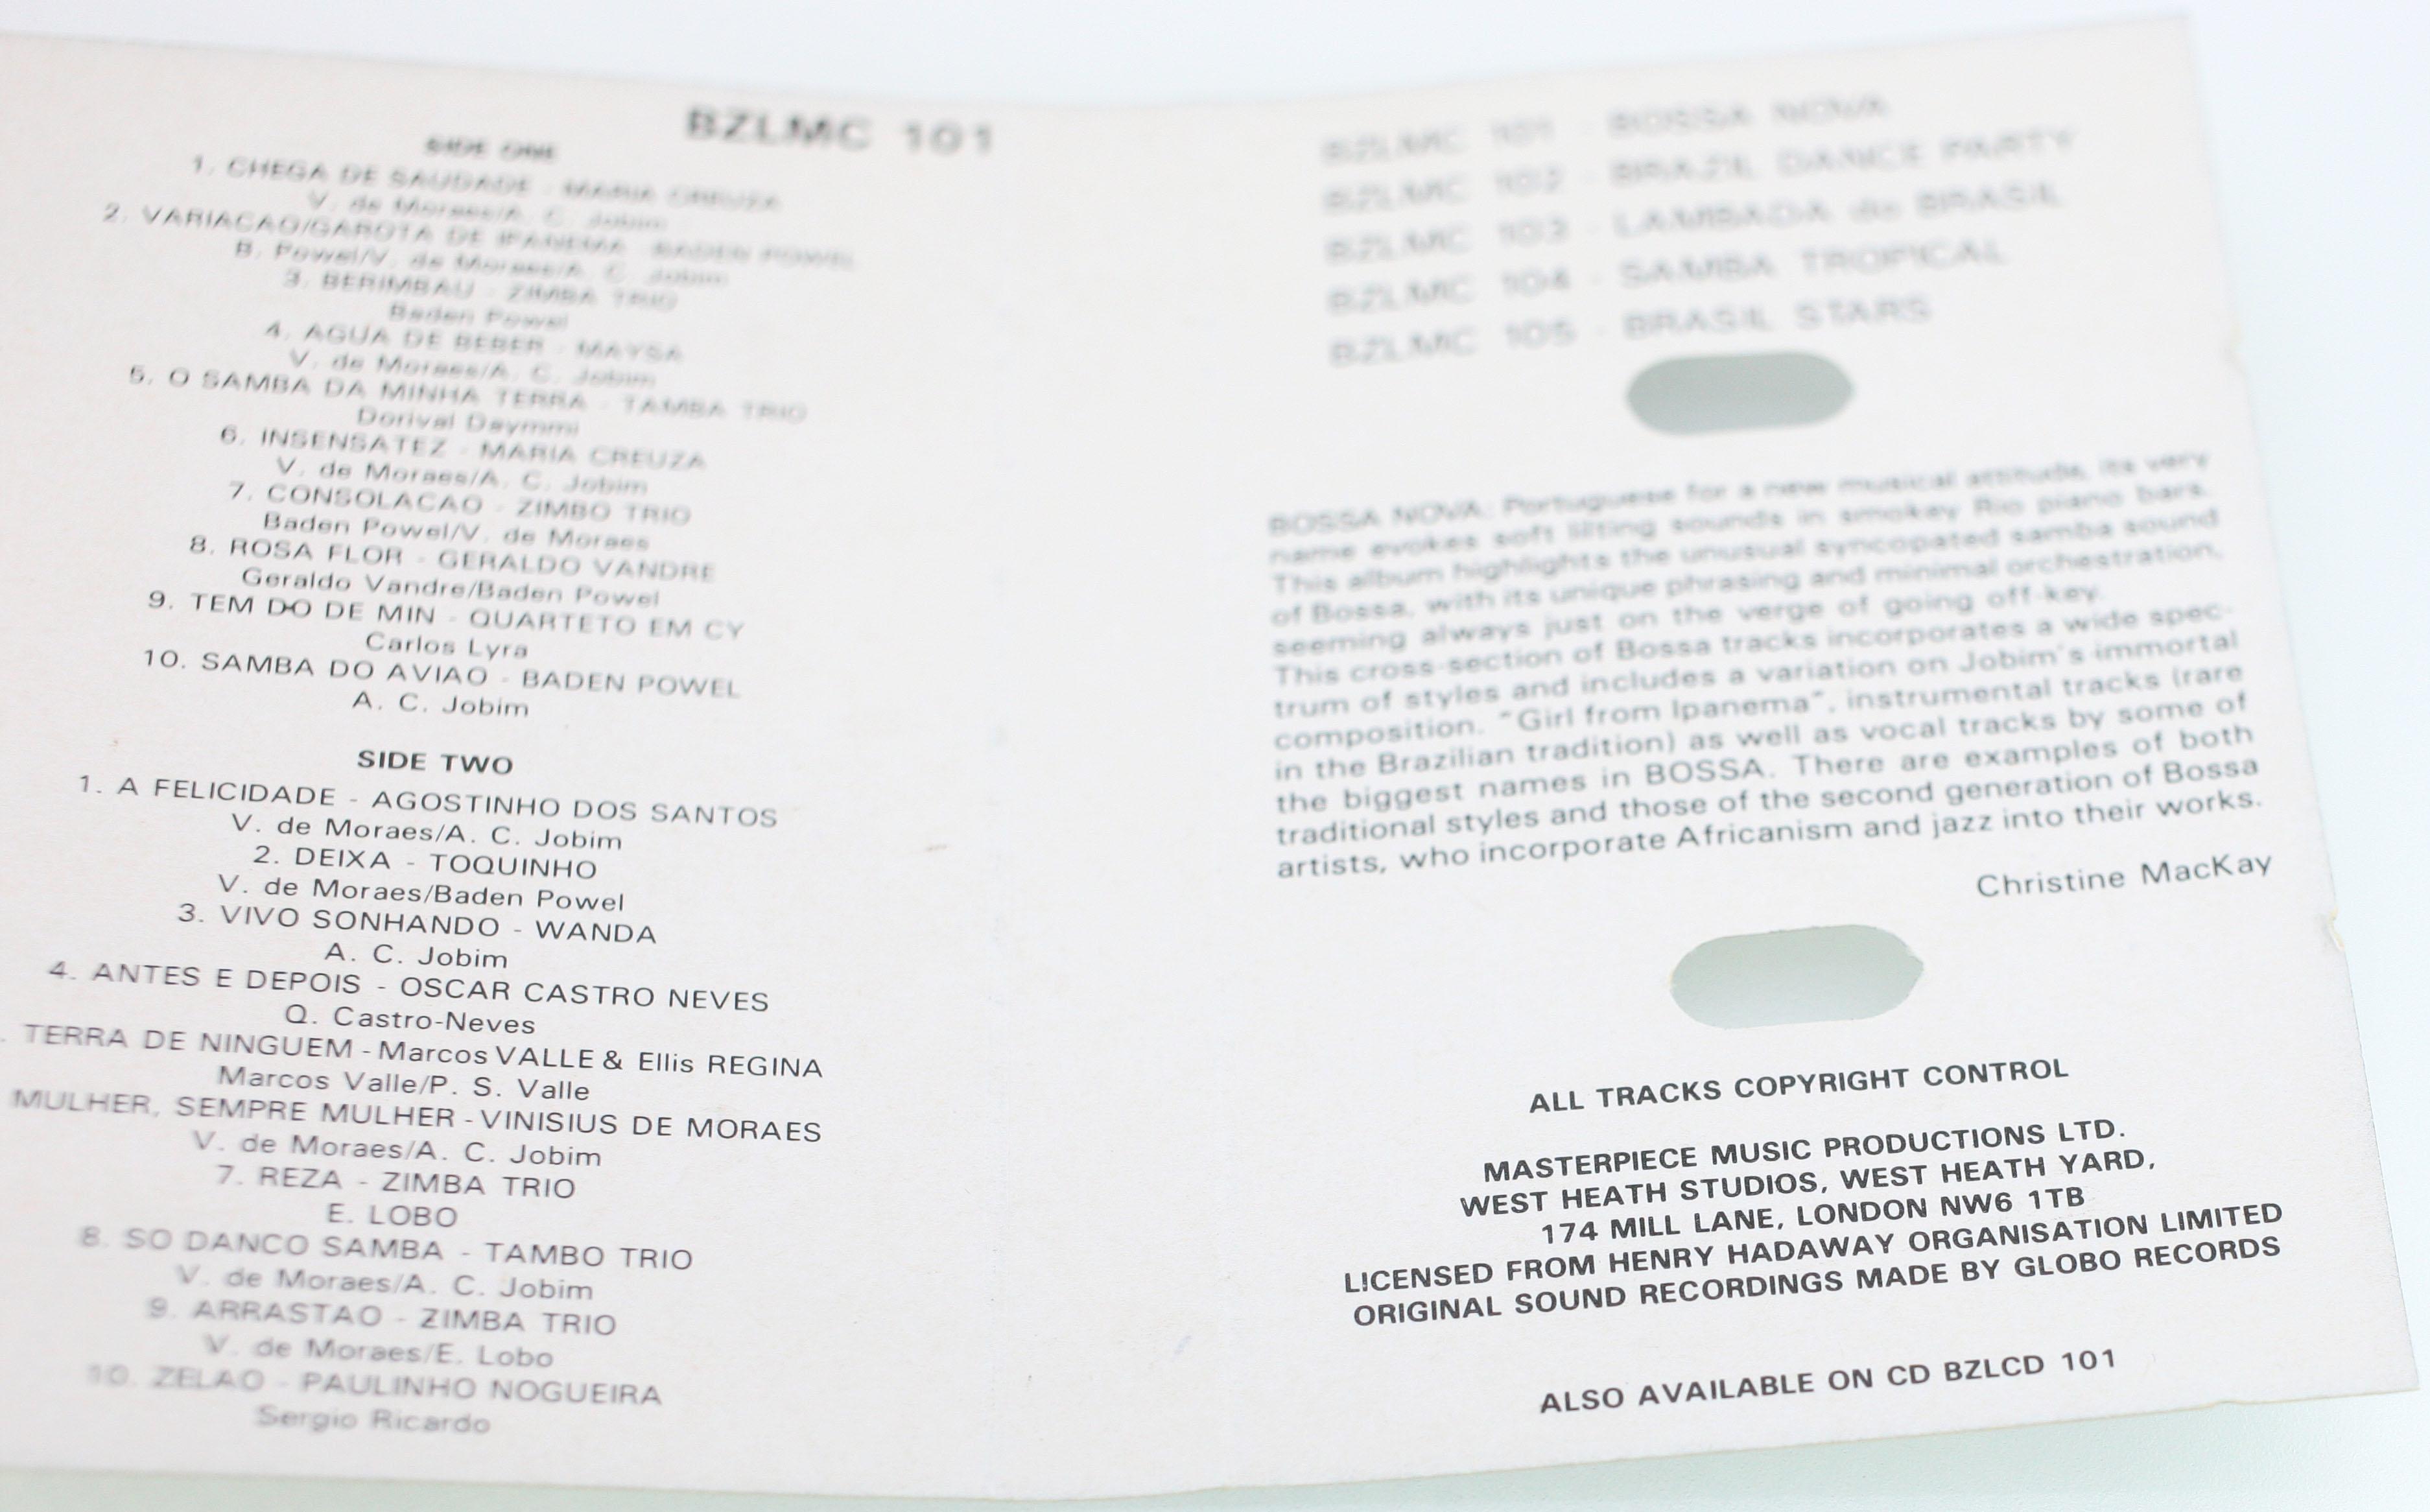 BZLMC 101
SIDE ONE
1. CHEGA DE SAUDADE - MARIA CREUZA
V. de Moraes/A. C. Jobim
2. VARIACAO/GAROTA DE IPANEMA - BADEN POWEL
B. Powel/V. de Moraes/A. C. Jobim
3. BERIMBAU - ZIMBA TRIO
Baden Powel
4. AGUA DE BEBER - MAYSA
V. de Moraes/A. C. Jobim
5. O SAMBA DA MINHA TERRA - TAMBA TRIO
Dorival Daymmi
6. INSENSATEZ - MARIA CREUZA
V. de Moraes/A. C. Jobim
7. CONSOLACAO - ZIMBO TRIO
Baden Powel/V. de Moraes
8. ROSA FLOR - GERALDO VANDRE
Geraldo Vandre/Baden Powel
9. TEM DO DE MIN - QUARTETO EM CY
Carlos Lyra
10. SAMBA DO AVIAO - BADEN POWEL
A. C. Jobim
SIDE TWO
1. A FELICIDADE - AGOSTINHO DOS SANTOS
V. de Moraes/A. C. Jobim
2. DEIXA - TOQUINHO
V. de Moraes/Baden Powel
3. VIVO SONHANDO - WANDA
A. C. Jobim
4. ANTES E DEPOIS - OSCAR CASTRO NEVES
O. Castro-Neves
. TERRA DE NINGUEM - Marcos VALLE & Ellis REGINA
Marcos Valle/P. S. Valle
MULHER, SEMPRE MULHER - VINISIUS DE MORAES
V. de Moraes/A. C. Jobim
7. REZA - ZIMBA TRIO
E. LOBO
8. SO DANCO SAMBA - TAMBO TRIO
V. de Moraes/A. C. Jobim
9. ARRASTAO - ZIMBA TRIO
V. de Moraes/E. Lobo
10. ZELAO - PAULINHO NOGUEIRA
Sergio Ricardo
BZLMC 101 - BOSSA NOVA
BZLMC 102 - BRAZIL DANCE PARTY
BZLMC 103 - LAMBADA de BRASIL
BZLMC 104 - SAMBA TROPICAL
BZLMC 105 - BRASIL STARS
BOSSA NOVA: Portuguese for a new musical attitude, its very
name evokes soft lilting sounds in smokey Rio piano bars.
This album highlights the unusual syncopated samba sound
of Bossa, with its unique phrasing and minimal orchestration,
seeming always just on the verge of going off-key.
This cross-section of Bossa tracks incorporates a wide spec-
trum of styles and includes a variation on Jobim's immortal
composition. "Girl from Ipanema", instrumental tracks (rare
in the Brazilian tradition) as well as vocal tracks by some of
the biggest names in BOSSA. There are examples of both
traditional styles and those of the second generation of Bossa
artists, who incorporate Africanism and jazz into their works.
Christine MacKay
ALL TRACKS COPYRIGHT CONTROL
MASTERPIECE MUSIC PRODUCTIONS LTD.
WEST HEATH STUDIOS, WEST HEATH YARD,
174 MILL LANE, LONDON NW6 1TB
LICENSED FROM HENRY HADAWAY ORGANISATION LIMITED
ORIGINAL SOUND RECORDINGS MADE BY GLOBO RECORDS
ALSO AVAILABLE ON CD BZLCD 101